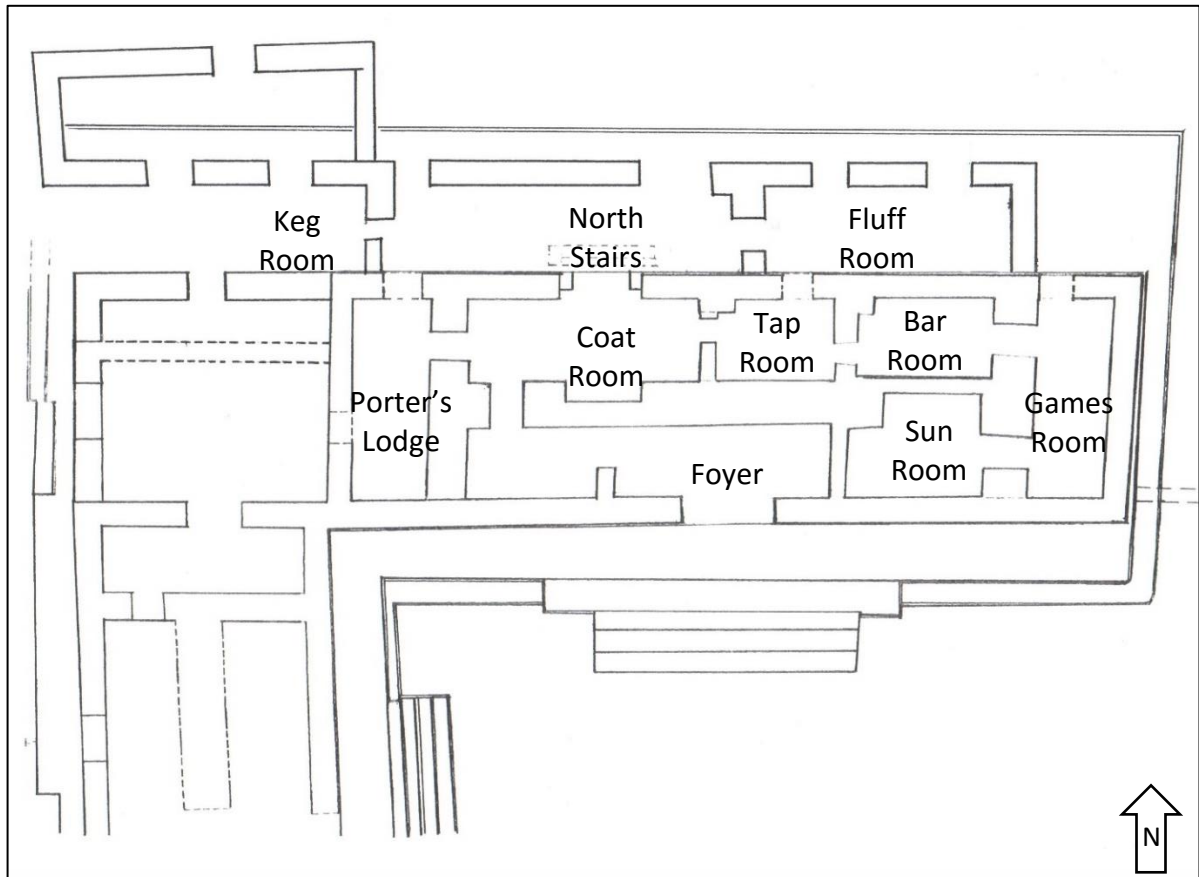 Keg
Room
North
Stairs
Fluff
Room
Coat
Room
Tap
Room
Bar
Room
Porter's
Lodge
Foyer
Sun
Room
Games
Room
N